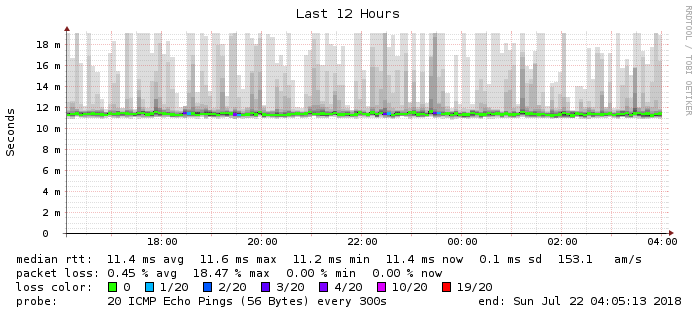 Last 12 Hours
RRDTOOL / TOBI OETIKER
Seconds
18 m
16 m
14 m
12 m
10 m
8 m
6 m
4 m
2 m
0
18:00 20:00 22:00 00:00 02:00 04:00
median rtt: 11.4 ms avg 11.6 ms max 11.2 ms min 11.4 ms now 0.1 ms sd 153.1 am/s
packet loss: 0.45 % avg 18.47 % max 0.00 % min 0.00 % now
loss color: 0 1/20 2/20 3/20 4/20 10/20 19/20
probe: 20 ICMP Echo Pings (56 Bytes) every 300s end: Sun Jul 22 04:05:13 2018